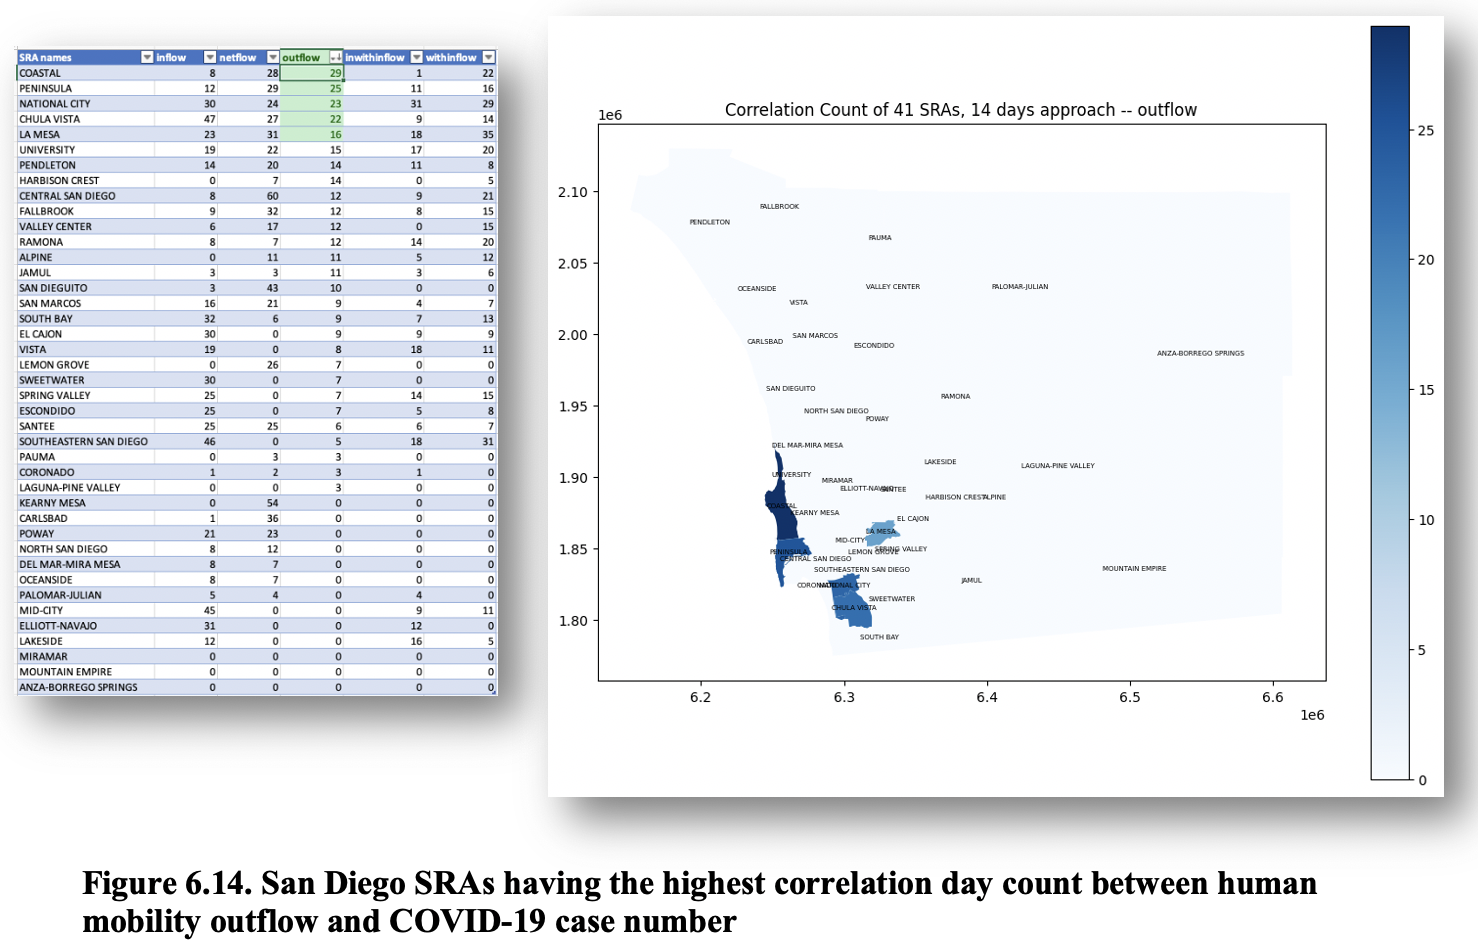 SRA names inflow netflow outflow inwithinflow withinflow
COASTAL 8 28 29 1 22
PENINSULA 12 29 25 11 16
NATIONAL CITY 30 24 23 31 29
CHULA VISTA 47 27 22 9 14
LA MESA 23 31 16 18 35
UNIVERSITY 19 22 15 17 20
PENDLETON 14 20 14 11 8
HARBISON CREST 0 7 14 0 5
CENTRAL SAN DIEGO 8 60 12 9 21
FALLBROOK 9 32 12 8 15
VALLEY CENTER 6 17 12 0 15
RAMONA 8 7 12 14 20
ALPINE 0 11 11 5 12
JAMUL 3 3 11 3 6
SAN DIEGUITO 3 43 10 0 0
SAN MARCOS 16 21 9 4 7
SOUTH BAY 32 6 9 7 13
EL CAJON 30 0 9 9 9
VISTA 19 0 8 18 11
LEMON GROVE 0 26 7 0 0
SWEETWATER 30 0 7 0 0
SPRING VALLEY 25 0 7 14 15
ESCONDIDO 25 0 7 5 8
SANTEE 25 25 6 6 7
SOUTHEASTERN SAN DIEGO 46 0 5 18 31
PAUMA 0 3 3 0 0
CORONADO 1 2 3 1 0
LAGUNA-PINE VALLEY 0 0 3 0 0
KEARNY MESA 0 54 0 0 0
CARLSBAD 1 36 0 0 0
POWAY 21 23 0 0 0
NORTH SAN DIEGO 8 12 0 0 0
DEL MAR-MIRA MESA 8 7 0 0 0
OCEANSIDE 8 7 0 0 0
PALOMAR-JULIAN 5 4 0 4 0
MID-CITY 45 0 0 9 11
ELLIOTT-NAVAJO 31 0 0 12 0
LAKESIDE 12 0 0 16 5
MIRAMAR 0 0 0 0 0
MOUNTAIN EMPIRE 0 0 0 0 0
ANZA-BORREGO SPRINGS 0 0 0 0 0
Correlation Count of 41 SRAs, 14 days approach -- outflow
1e6
2.10
2.05
2.00
1.95
1.90
1.85
1.80
FALLBROOK
PENDLETON
PAUMA
OCEANSIDE
VALLEY CENTER
PALOMAR-JULIAN
VISTA
SAN MARCOS
CARLSBAD
ESCONDIDO
ANZA-BORREGO SPRINGS
SAN DIEGUITO
RAMONA
NORTH SAN DIEGO
POWAY
DEL MAR-MIRA MESA
LAKESIDE
LAGUNA-PINE VALLEY
UNIVERSITY
MIRAMAR
ELLIOTT-NAVAJO
SANTEE
HARBISON CREST
ALPINE
COASTAL
KEARNY MESA
EL CAJON
LA MESA
MID-CITY
PENINSULA
LEMON GROVE
SPRING VALLEY
CENTRAL SAN DIEGO
SOUTHEASTERN SAN DIEGO
MOUNTAIN EMPIRE
CORONADO
NATIONAL CITY
JAMUL
SWEETWATER
CHULA VISTA
SOUTH BAY
6.2 6.3 6.4 6.5 6.6
1e6
25
20
15
10
5
0
Figure 6.14. San Diego SRAs having the highest correlation day count between human
mobility outflow and COVID-19 case number